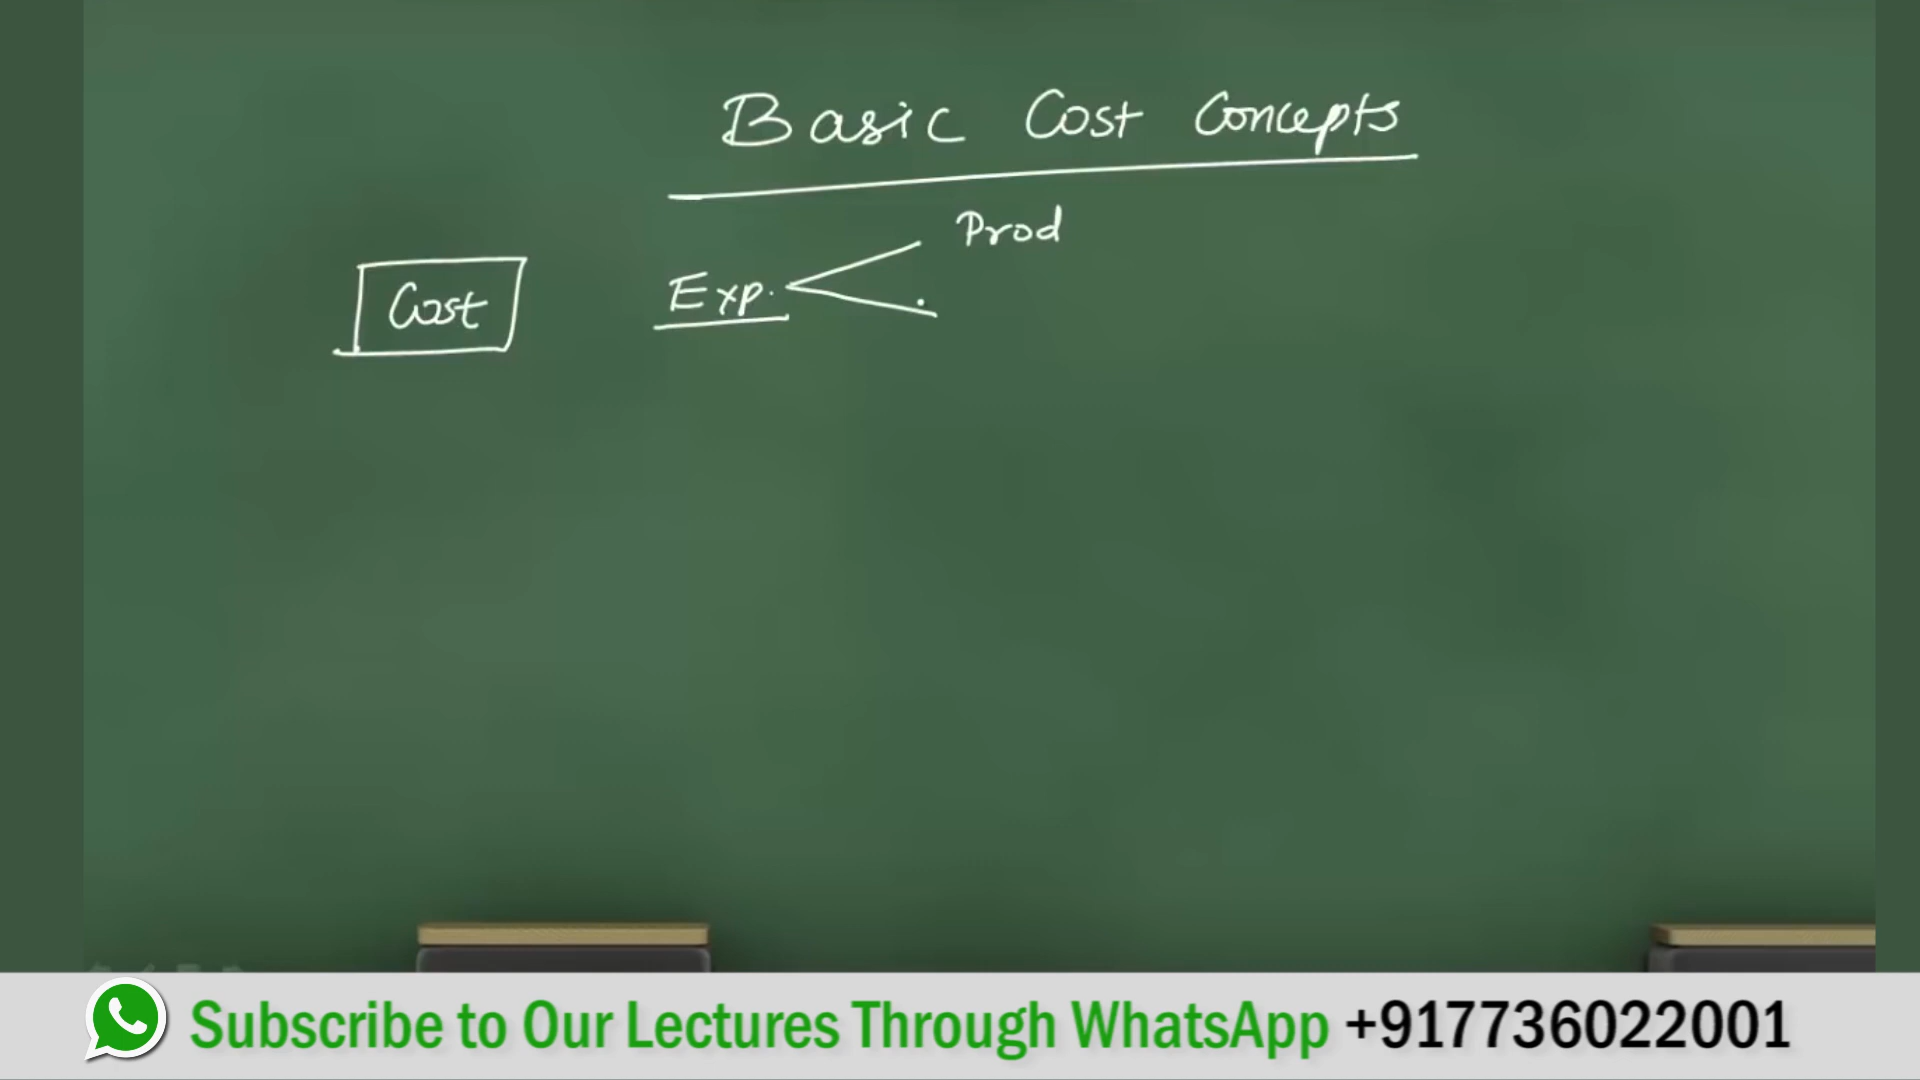 Basic Cost Concepts
Prod
Cost Exp.
Subscribe to Our Lectures Through WhatsApp +917736022001